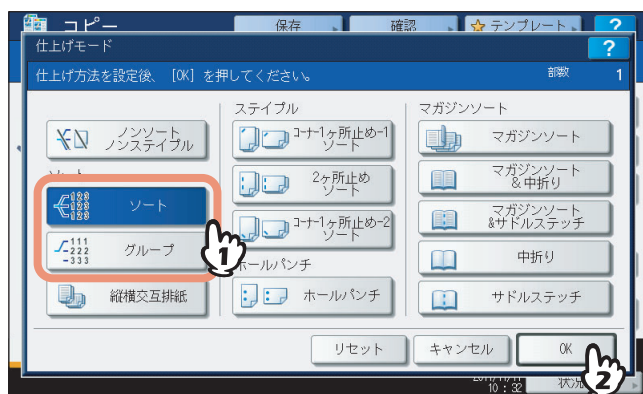 コピー
保存
確認
テンプレート
?
仕上げモード
?
仕上げ方法を設定後、[OK] を押してください。
部数 1
ノンソート
ノンステイプル
ソート
123
123
123
ソート
111
222
333
グループ
縦横交互排紙
ステイプル
コーナー1ヶ所止め-1
ソート
2ヶ所止め
ソート
コーナー1ヶ所止め-2
ソート
ホールパンチ
ホールパンチ
マガジンソート
マガジンソート
マガジンソート
&中折り
マガジンソート
&サドルステッチ
中折り
サドルステッチ
1
リセット
キャンセル
OK
2
10:32
状況